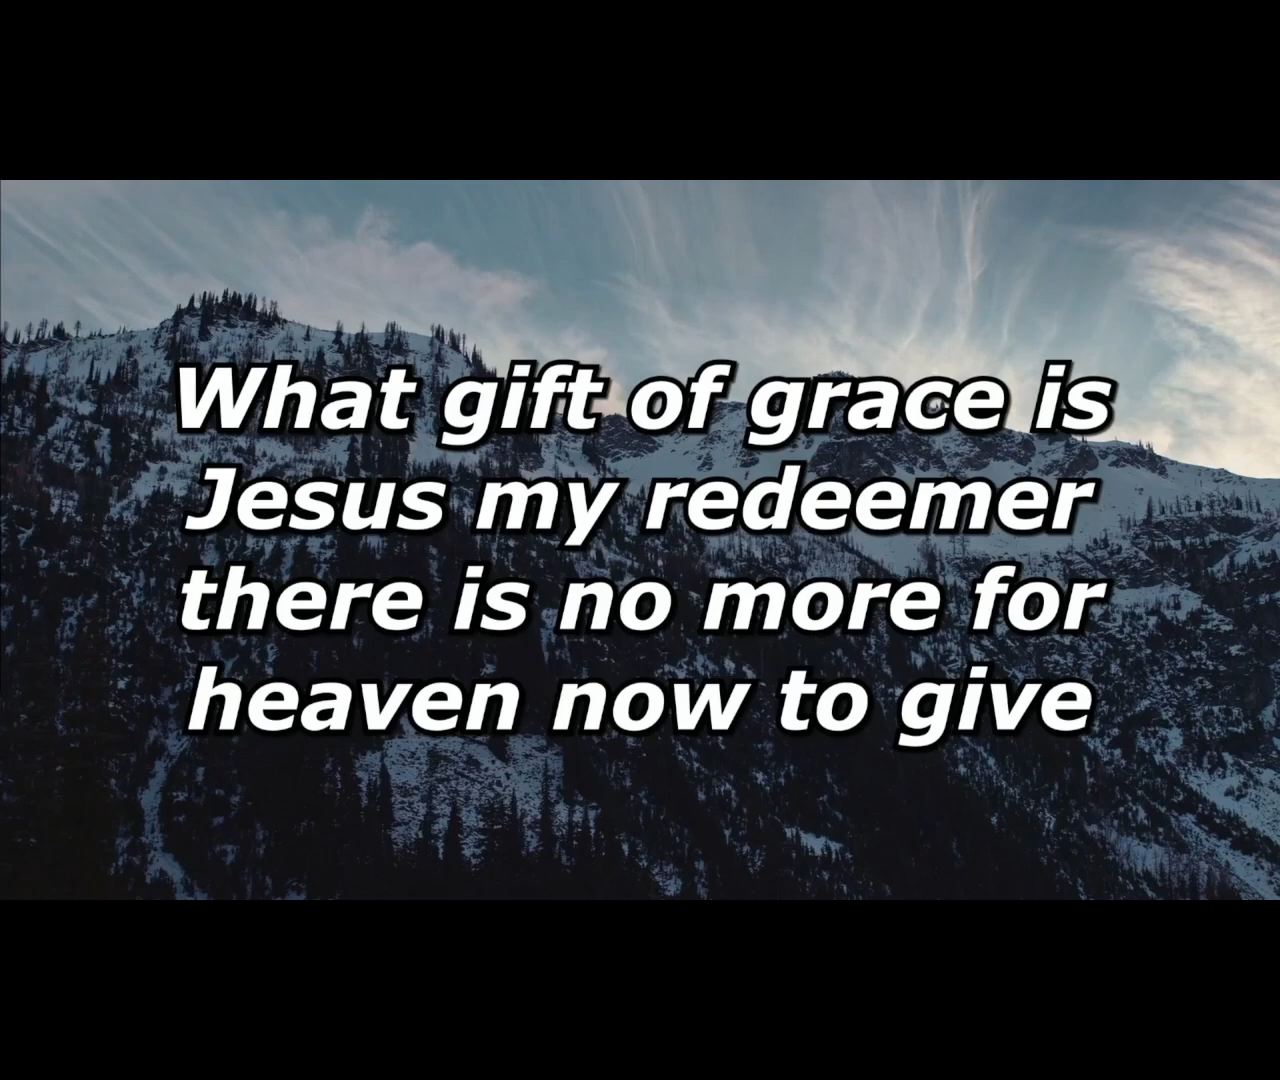 What gift of grace is
Jesus my redeemer
there is no more for
heaven now to give